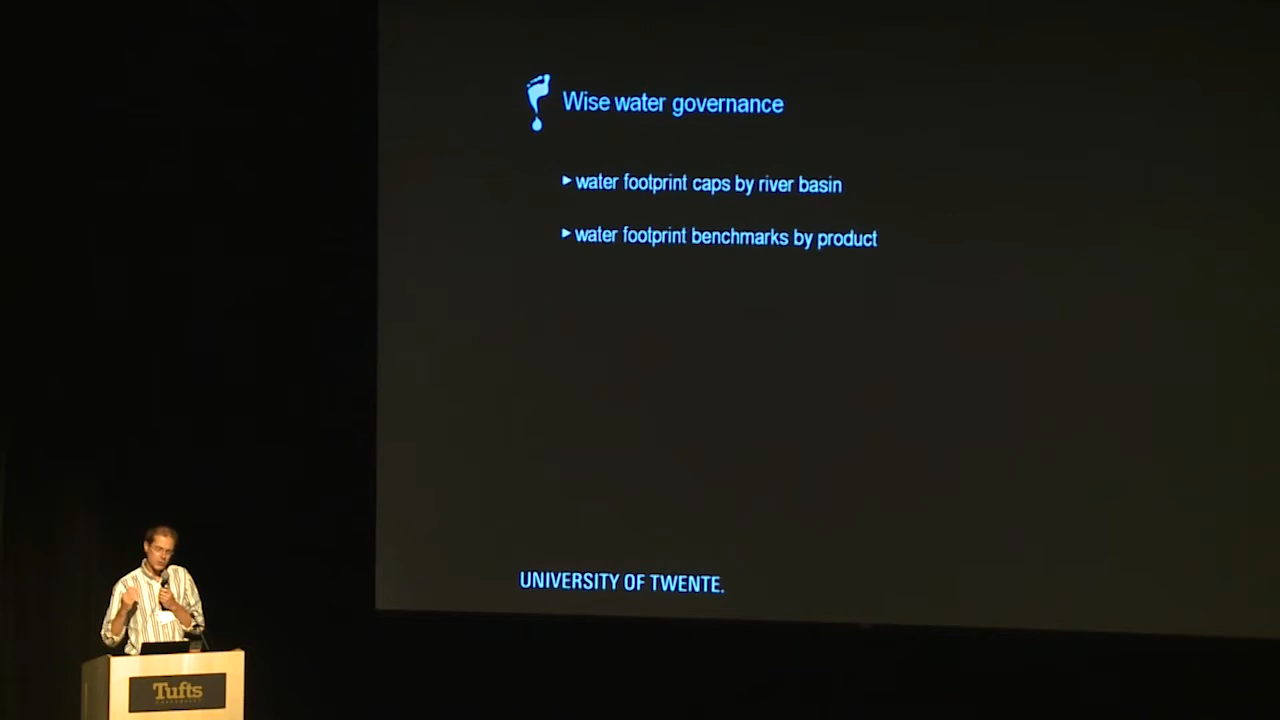 Wise water governance
▸ water footprint caps by river basin
▸ water footprint benchmarks by product
UNIVERSITY OF TWENTE.
Tufts